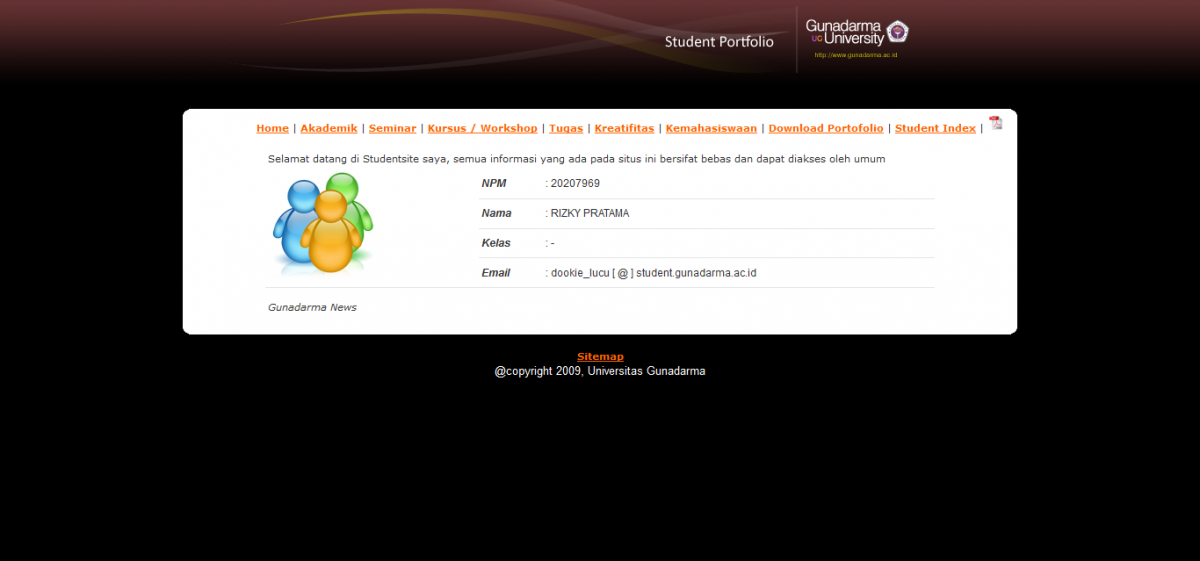 Student Portfolio
Gunadarma
UG University
http://www.gunadarma.ac.id
Home | Akademik | Seminar | Kursus / Workshop | Tugas | Kreatifitas | Kemahasiswaan | Download Portofolio | Student Index |
Selamat datang di Studentsite saya, semua informasi yang ada pada situs ini bersifat bebas dan dapat diakses oleh umum
NPM : 20207969
Nama : RIZKY PRATAMA
Kelas : -
Email : dookie_lucu [ @ ] student.gunadarma.ac.id
Gunadarma News
Sitemap
@copyright 2009, Universitas Gunadarma